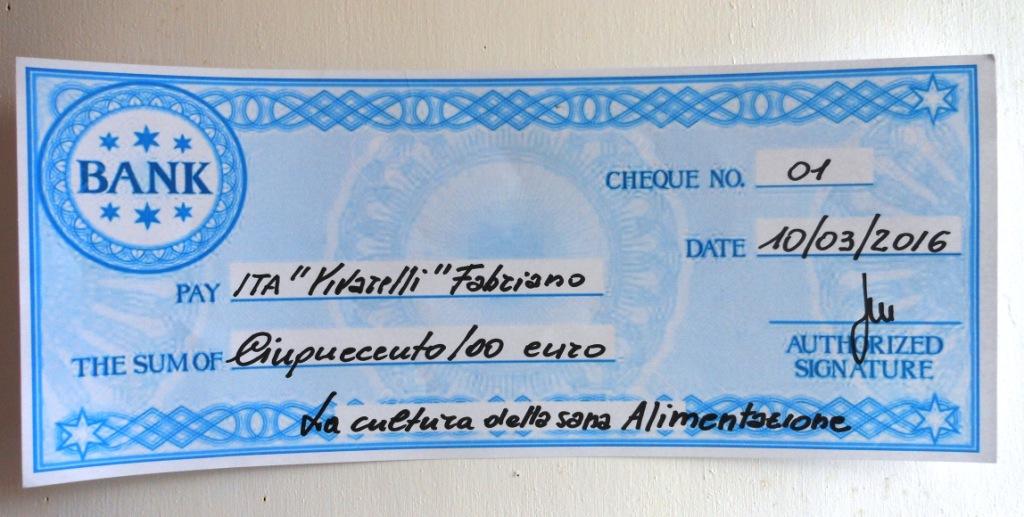 BANK
CHEQUE NO. 01
DATE 10/03/2016
PAY ITA "Vivarelli" Fabriano
THE SUM OF Cinquecento/00 euro
AUTHORIZED
SIGNATURE
La cultura della sana Alimentazione